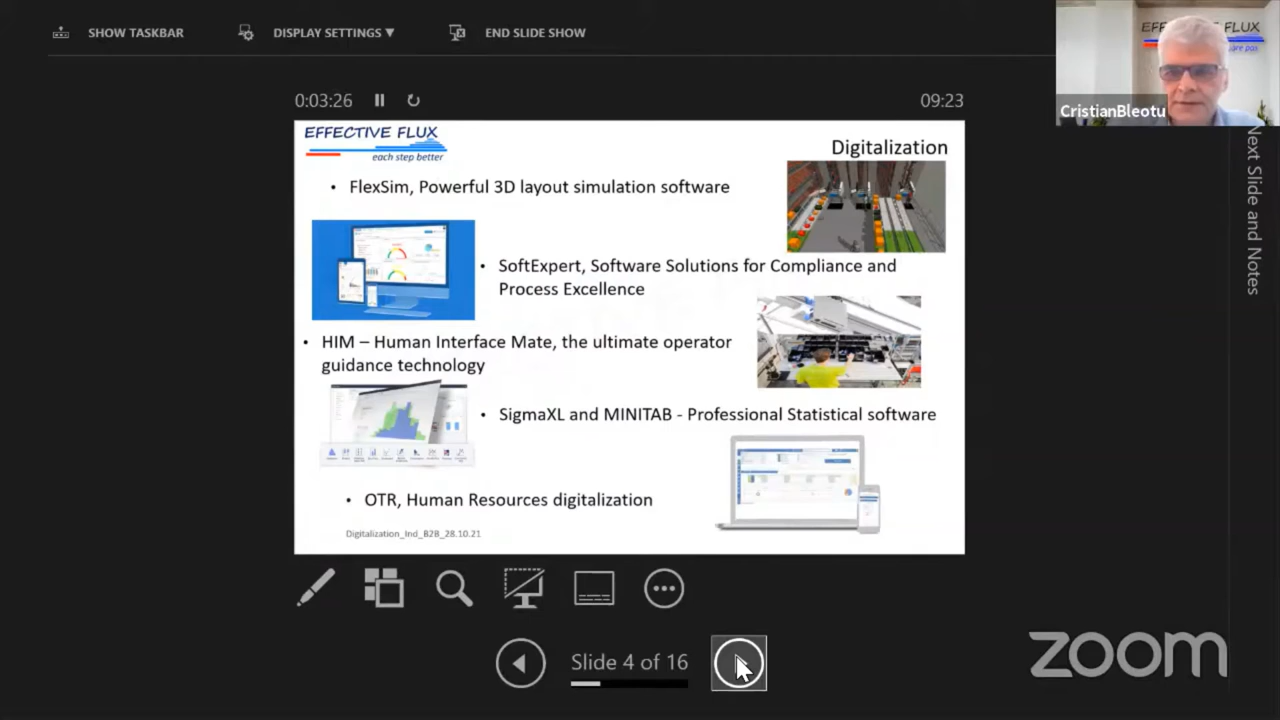 SHOW TASKBAR
DISPLAY SETTINGS ▼
END SLIDE SHOW
EFFECTIVE FLUX
CristianBleotu
0:03:26
09:23
EFFECTIVE FLUX
each step better
Digitalization
• FlexSim, Powerful 3D layout simulation software
• SoftExpert, Software Solutions for Compliance and
Process Excellence
• HIM – Human Interface Mate, the ultimate operator
guidance technology
• SigmaXL and MINITAB - Professional Statistical software
• OTR, Human Resources digitalization
Digitalization_Ind_B2B_28.10.21
Next Slide and Notes
Slide 4 of 16
zoom